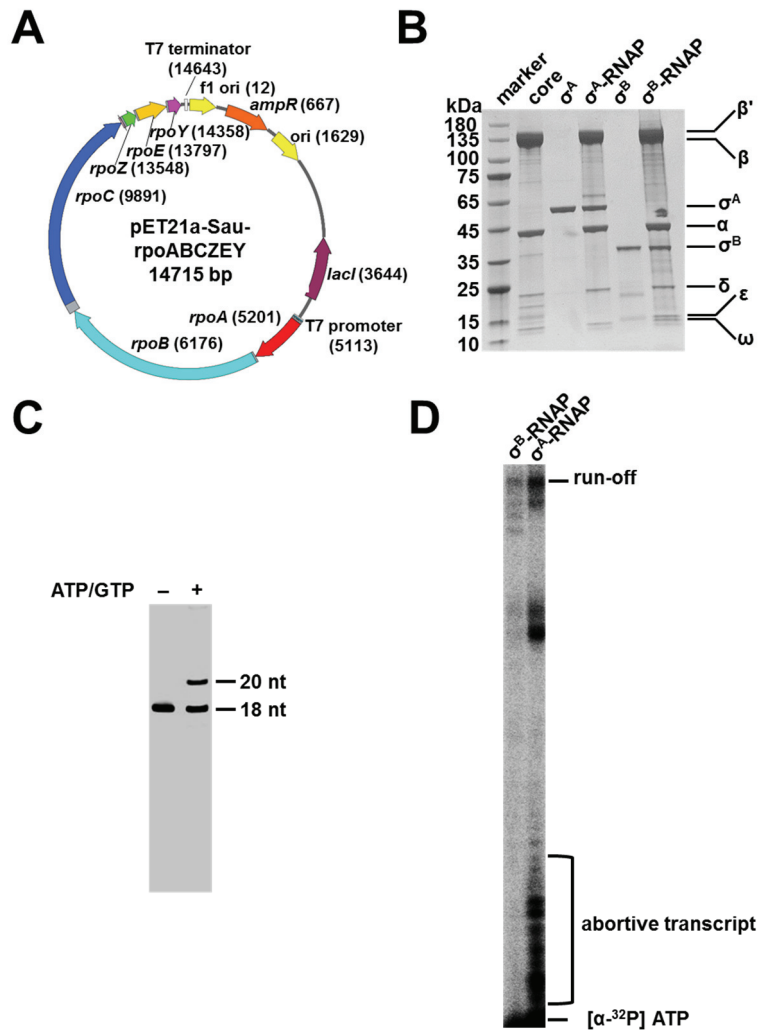 A
T7 terminator
(14643)
f1 ori (12)
ampR (667)
rpoY (14358)
ori (1629)
rpoE (13797)
rpoZ (13548)
rpoC (9891)
pET21a-Sau-
rpoABCZEY
14715 bp
lacI (3644)
rpoA (5201)
T7 promoter
(5113)
rpoB (6176)
B
marker
core
σA
σA-RNAP
σB
σB-RNAP
kDa
180
135
100
75
65
45
35
25
15
10
β'
β
σA
α
σB
δ
ε
ω
C
ATP/GTP – +
20 nt
18 nt
D
σB-RNAP
σA-RNAP
run-off
abortive transcript
[α-32P] ATP